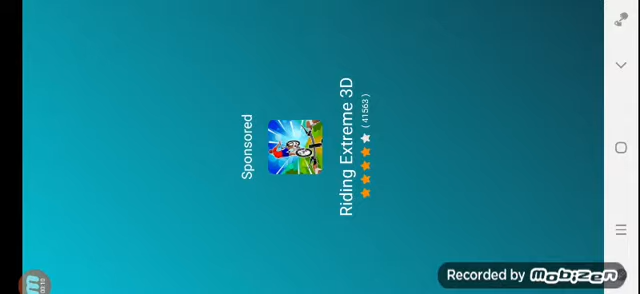 Sponsored
Riding Extreme 3D
( 41563 )
Recorded by
Mobizen